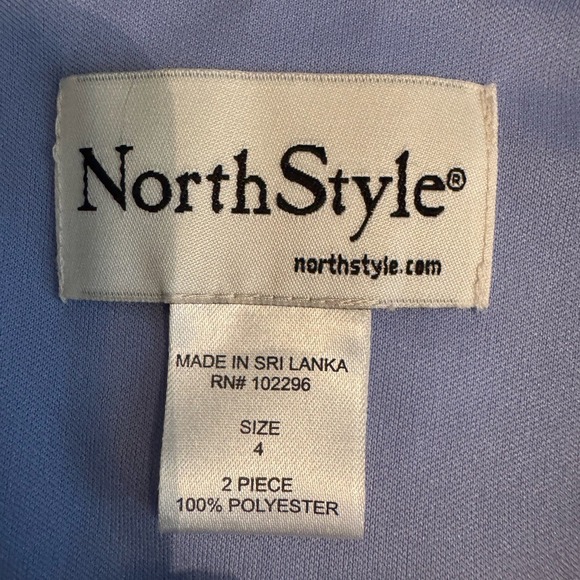 NorthStyle®
northstyle.com
MADE IN SRI LANKA
RN# 102296
SIZE
4
2 PIECE
100% POLYESTER